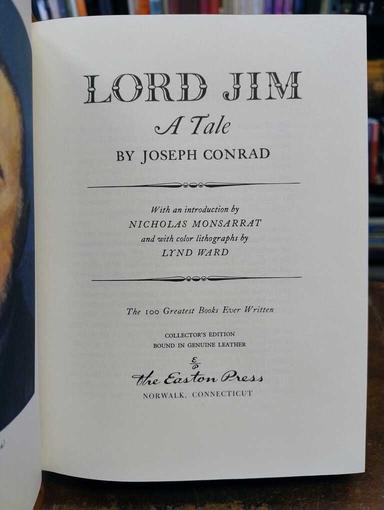 LORD JIM
A Tale
BY JOSEPH CONRAD
With an introduction by
NICHOLAS MONSARRAT
and with color lithographs by
LYND WARD
The 100 Greatest Books Ever Written
COLLECTOR'S EDITION
BOUND IN GENUINE LEATHER
The Easton Press
NORWALK, CONNECTICUT